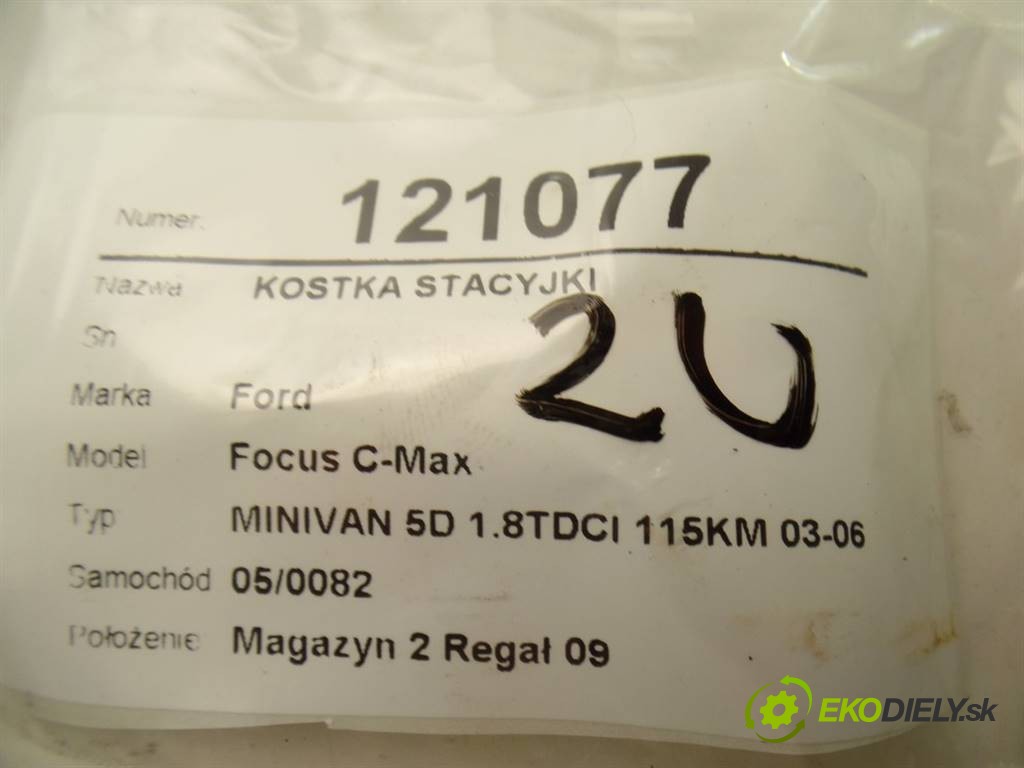 Numer. 121077
Nazwa KOSTKA STACYJKI
Sn
20
Marka Ford
Model Focus C-Max
Typ MINIVAN 5D 1.8TDCI 115KM 03-06
Samochód 05/0082
Położenie Magazyn 2 Regał 09
EKODIELY.sk